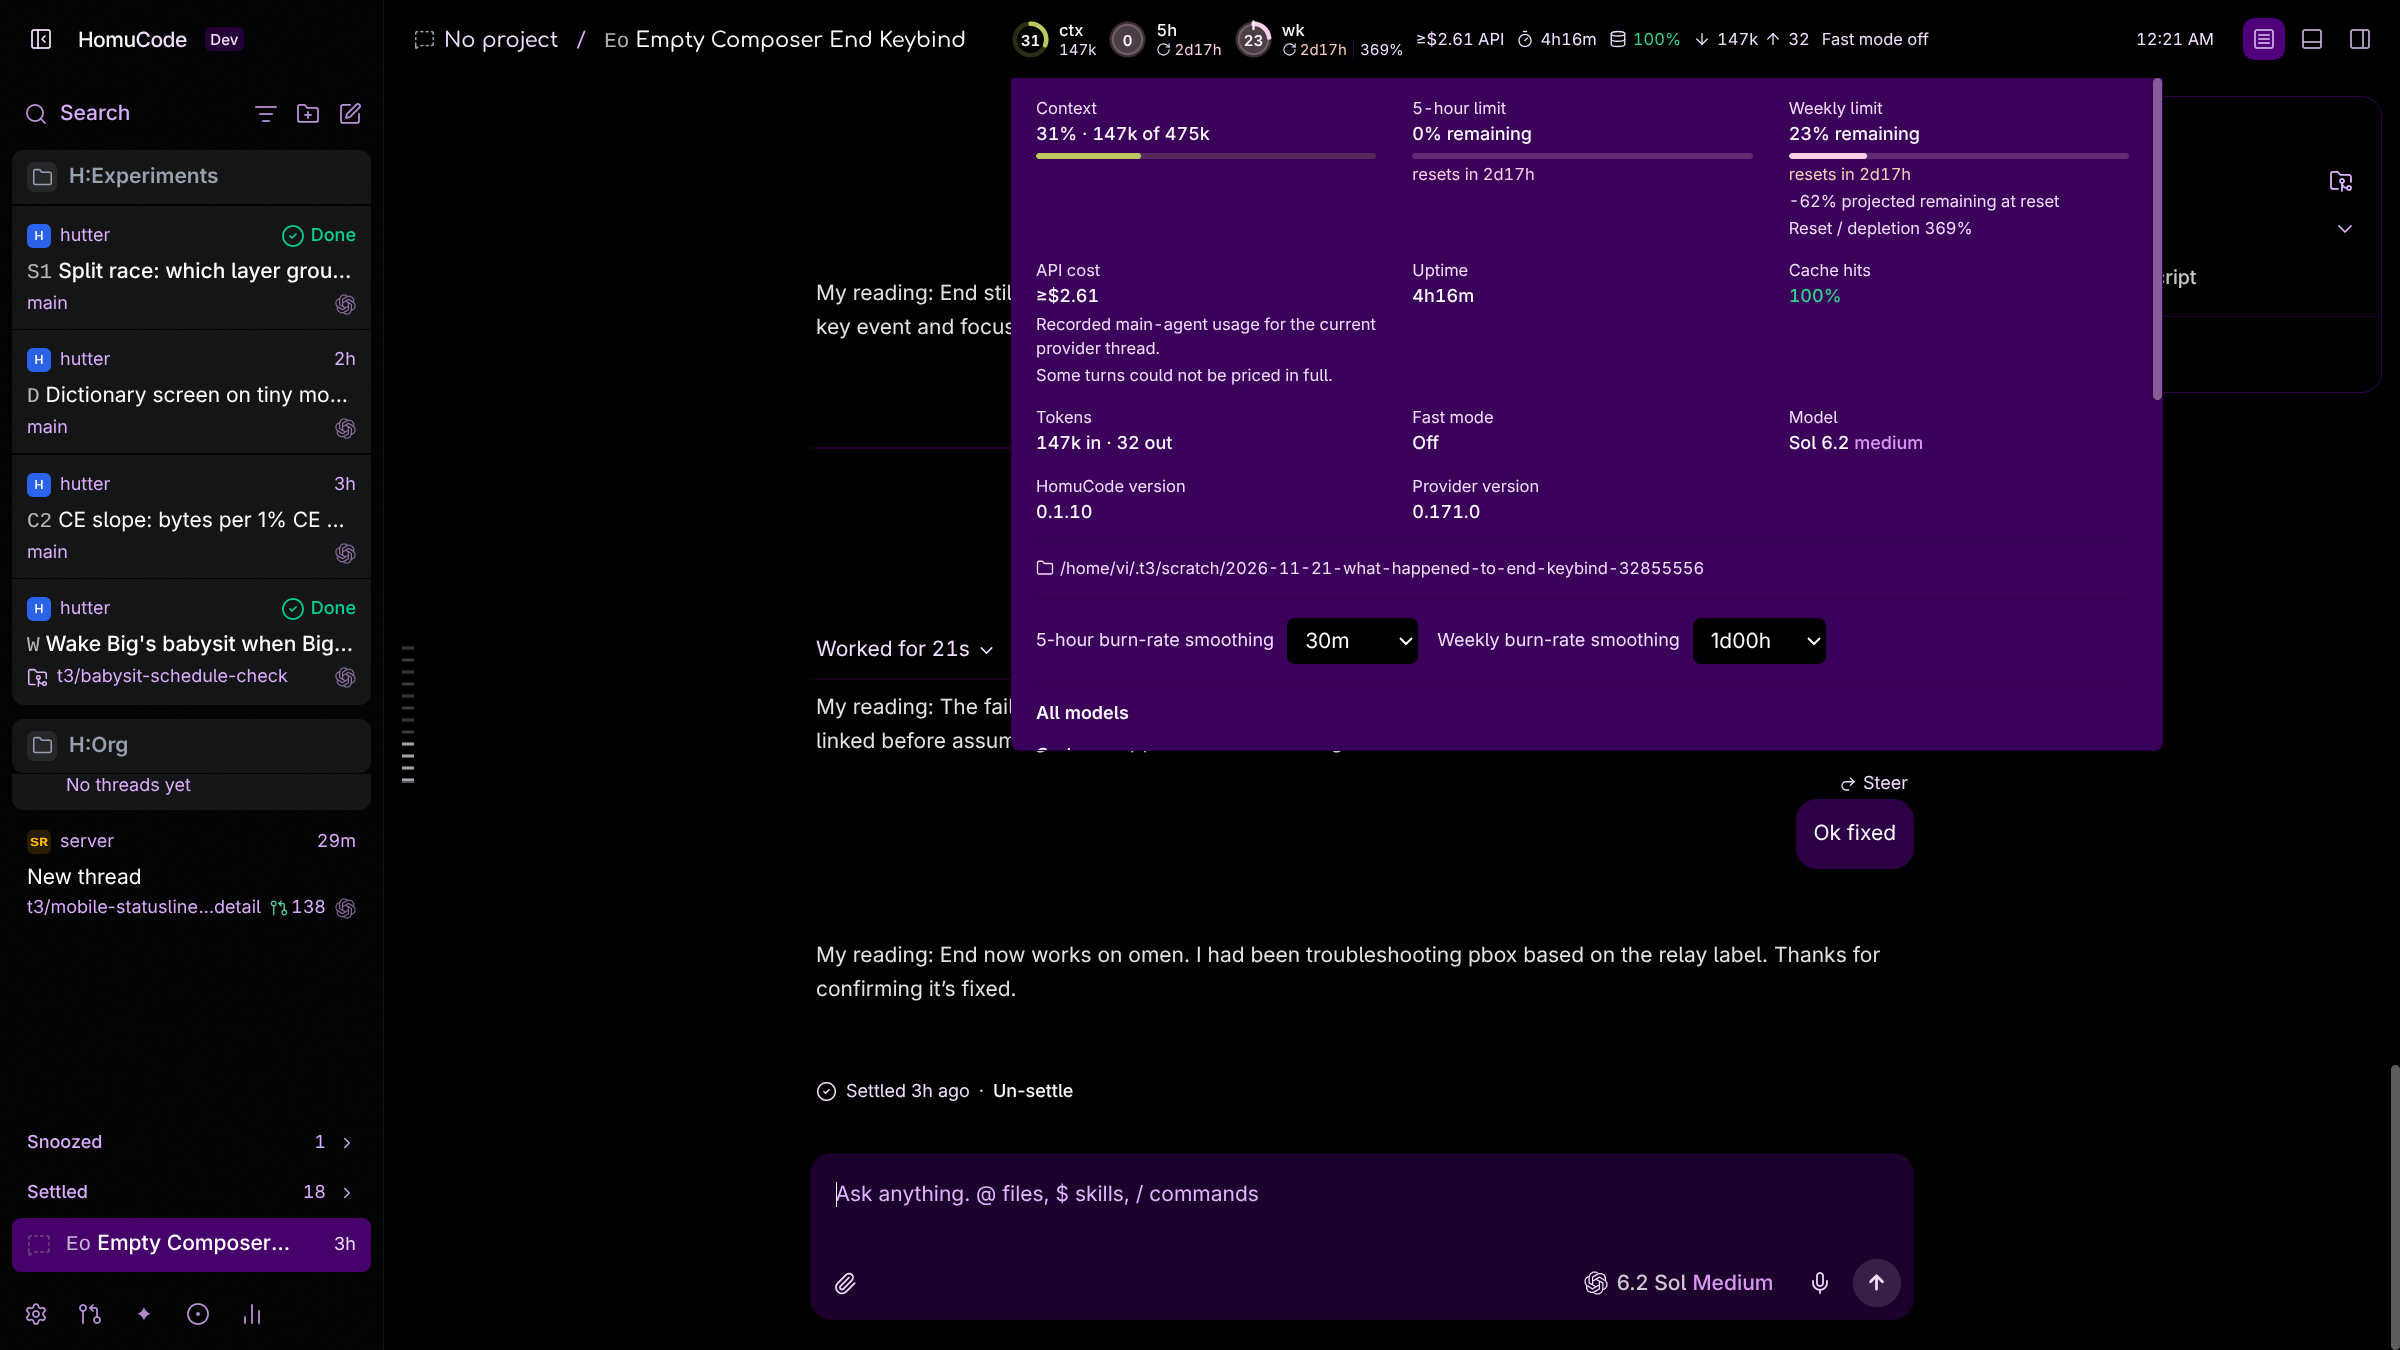 HomuCode Dev
Search
H:Experiments
H hutter Done
S1 Split race: which layer grou...
main
H hutter 2h
D Dictionary screen on tiny mo...
main
H hutter 3h
C2 CE slope: bytes per 1% CE ...
main
H hutter Done
W Wake Big's babysit when Big...
t3/babysit-schedule-check
H:Org
No threads yet
SR server 29m
New thread
t3/mobile-statusline...detail 138
Snoozed 1
Settled 18
Eo Empty Composer... 3h
No project / Eo Empty Composer End Keybind
31 ctx 147k
0 5h 2d17h
23 wk 2d17h 369%
≥$2.61 API 4h16m 100% ↓ 147k ↑ 32 Fast mode off
12:21 AM
Context
31% · 147k of 475k
5-hour limit
0% remaining
resets in 2d17h
Weekly limit
23% remaining
resets in 2d17h
-62% projected remaining at reset
Reset / depletion 369%
API cost
≥$2.61
Recorded main-agent usage for the current
provider thread.
Some turns could not be priced in full.
Uptime
4h16m
Cache hits
100%
Tokens
147k in · 32 out
Fast mode
Off
Model
Sol 6.2 medium
HomuCode version
0.1.10
Provider version
0.171.0
/home/vi/.t3/scratch/2026-11-21-what-happened-to-end-keybind-32855556
5-hour burn-rate smoothing 30m Weekly burn-rate smoothing 1d00h
All models
My reading: End stil
key event and focus
Worked for 21s
My reading: The fail
linked before assum
cript
Steer
Ok fixed
My reading: End now works on omen. I had been troubleshooting pbox based on the relay label. Thanks for
confirming it’s fixed.
Settled 3h ago · Un-settle
Ask anything. @ files, $ skills, / commands
6.2 Sol Medium